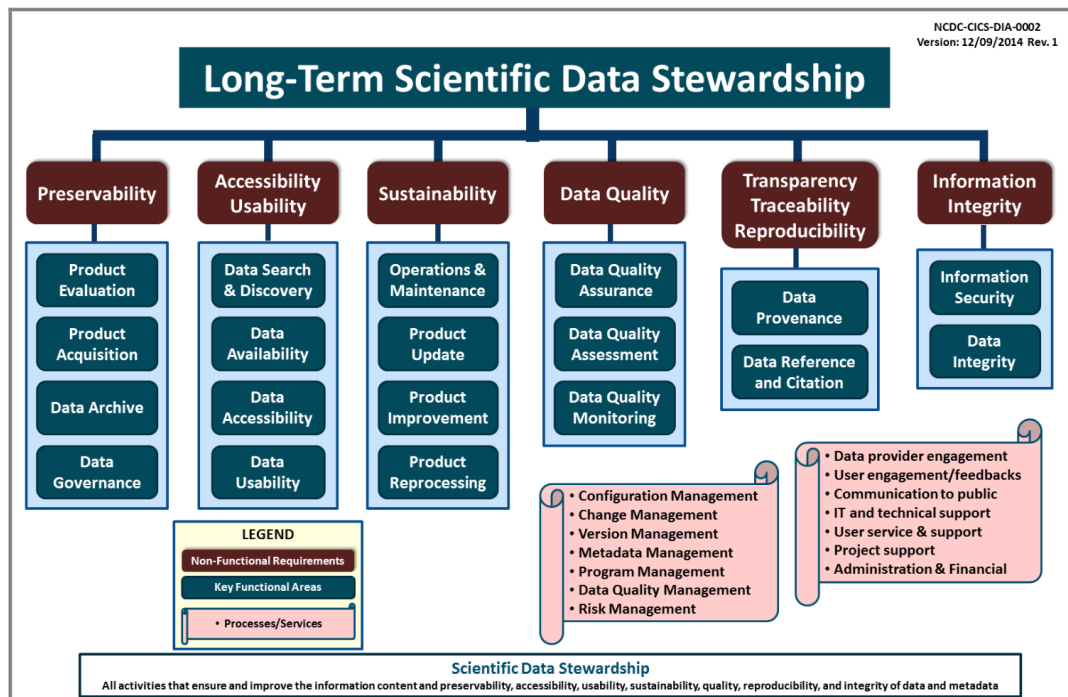 NCDC-CICS-DIA-0002
Version: 12/09/2014 Rev. 1
Long-Term Scientific Data Stewardship
Preservability
Product
Evaluation
Product
Acquisition
Data Archive
Data
Governance
Accessibility
Usability
Data Search
& Discovery
Data
Availability
Data
Accessibility
Data
Usability
Sustainability
Operations &
Maintenance
Product
Update
Product
Improvement
Product
Reprocessing
Data Quality
Data Quality
Assurance
Data Quality
Assessment
Data Quality
Monitoring
Transparency
Traceability
Reproducibility
Data
Provenance
Data Reference
and Citation
Information
Integrity
Information
Security
Data
Integrity
LEGEND
Non-Functional Requirements
Key Functional Areas
• Processes/Services
• Configuration Management
• Change Management
• Version Management
• Metadata Management
• Program Management
• Data Quality Management
• Risk Management
• Data provider engagement
• User engagement/feedbacks
• Communication to public
• IT and technical support
• User service & support
• Project support
• Administration & Financial
Scientific Data Stewardship
All activities that ensure and improve the information content and preservability, accessibility, usability, sustainability, quality, reproducibility, and integrity of data and metadata